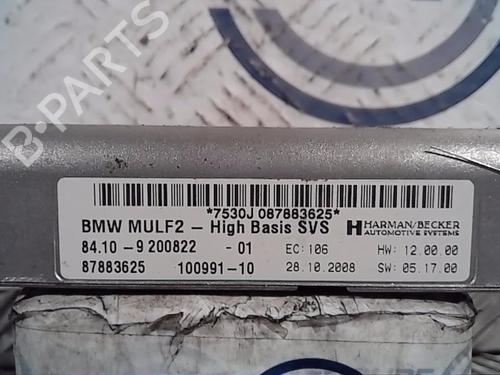 B-PARTS
*7530J 087883625*
BMW MULF2 – High Basis SVS
HARMAN/BECKER
AUTOMOTIVE SYSTEMS
84.10–9 200822 - 01
EC: 106
HW: 12.00.00
87883625
100991-10
28.10.2008
SW: 05.17.00